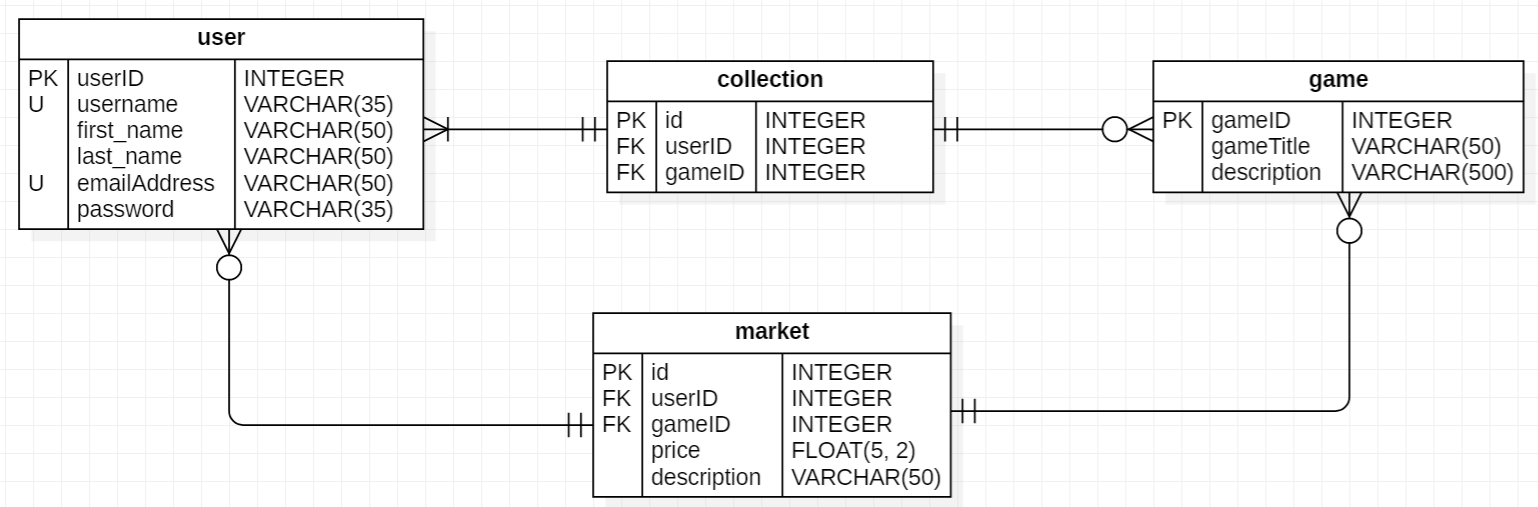 user
PK userID INTEGER
U username VARCHAR(35)
first_name VARCHAR(50)
last_name VARCHAR(50)
U emailAddress VARCHAR(50)
password VARCHAR(35)
collection
PK id INTEGER
FK userID INTEGER
FK gameID INTEGER
game
PK gameID INTEGER
gameTitle VARCHAR(50)
description VARCHAR(500)
market
PK id INTEGER
FK userID INTEGER
FK gameID INTEGER
price FLOAT(5, 2)
description VARCHAR(50)